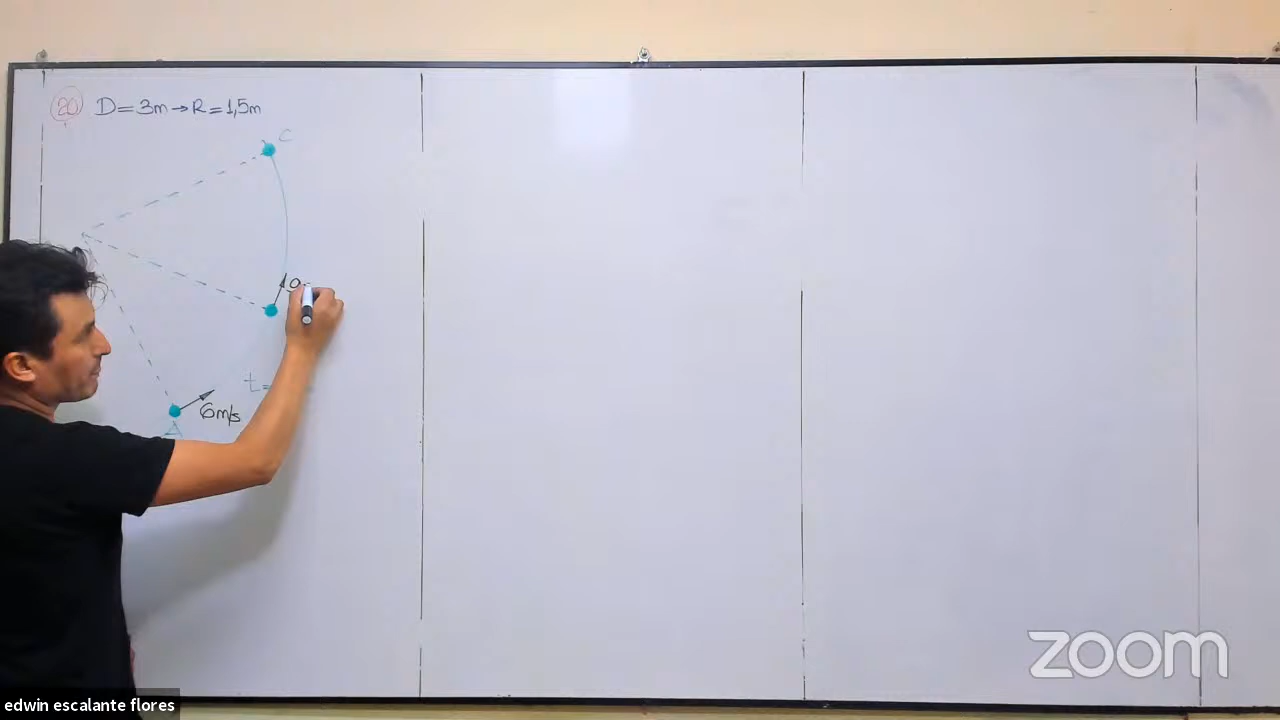 20 D=3m→R=1,5m
C
t=
6m/s
A
zoom
edwin escalante flores